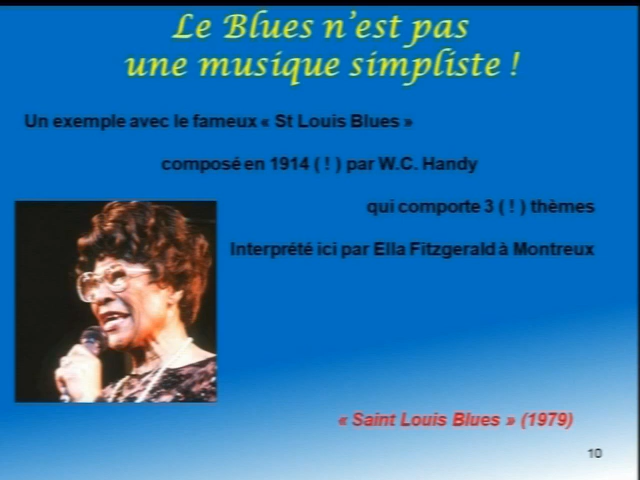 Le Blues n’est pas
une musique simpliste !
Un exemple avec le fameux « St Louis Blues »
composé en 1914 ( ! ) par W.C. Handy
qui comporte 3 ( ! ) thèmes
Interprété ici par Ella Fitzgerald à Montreux
« Saint Louis Blues » (1979)
10